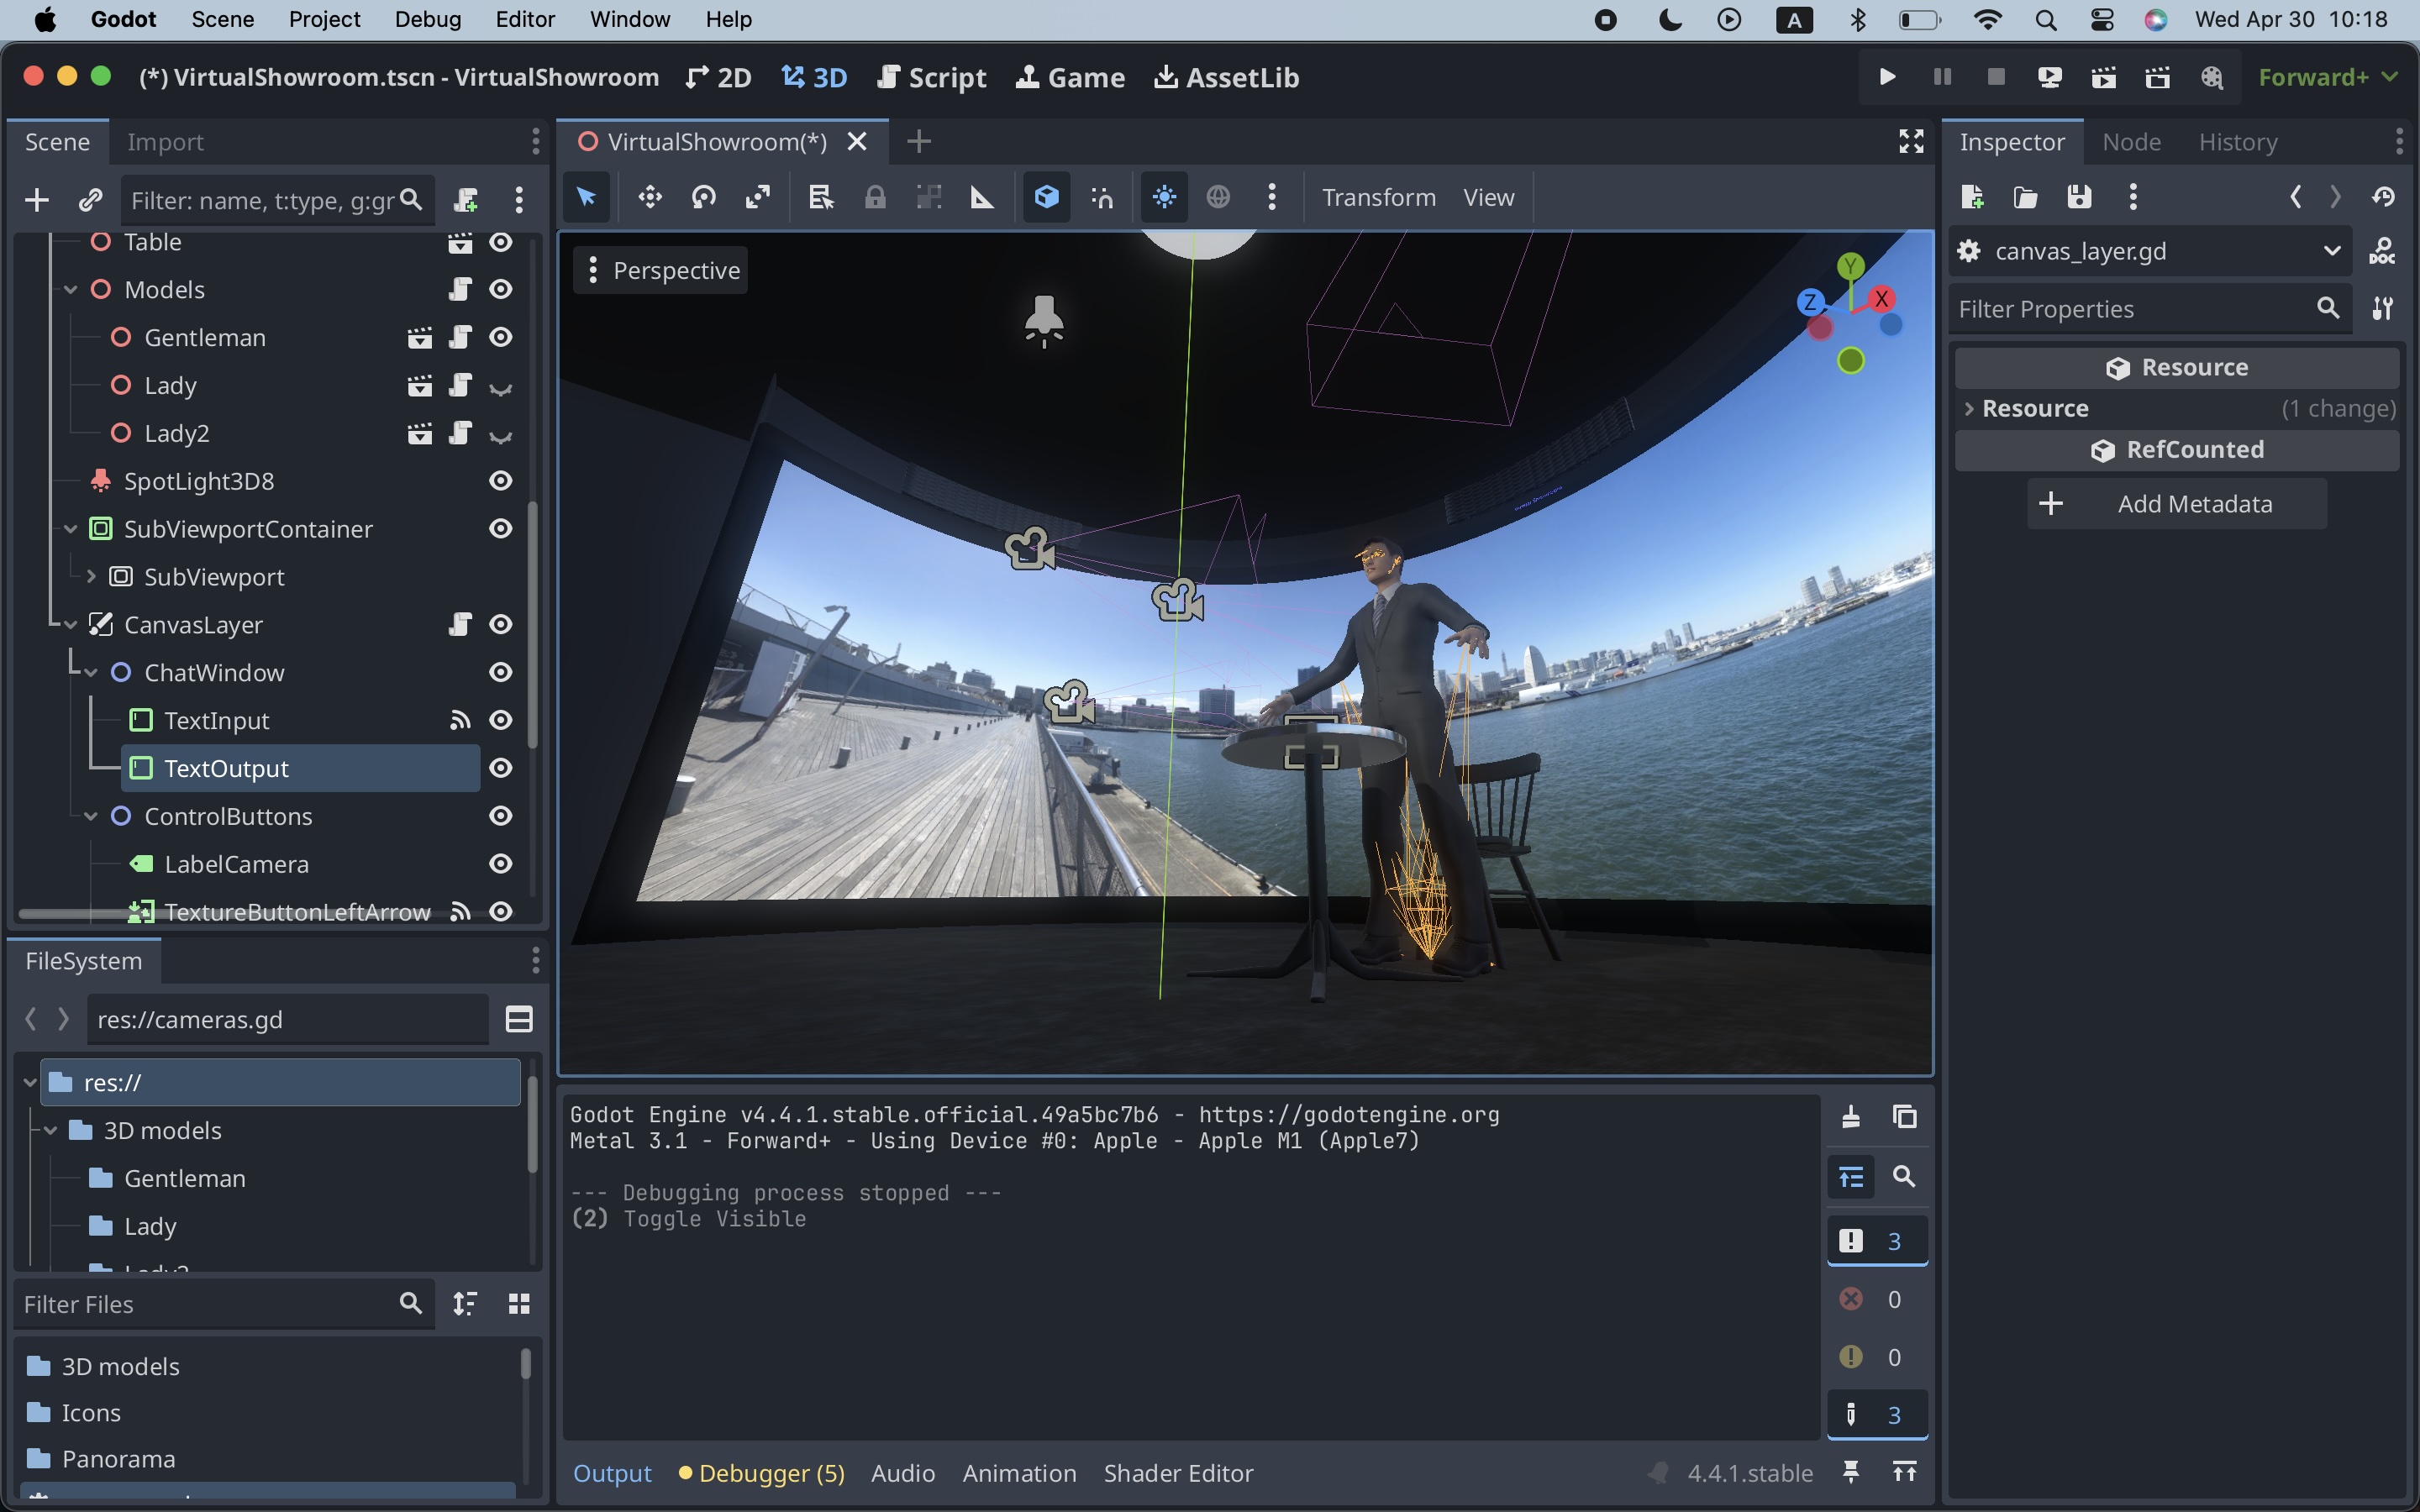 Godot Scene Project Debug Editor Window Help A Wed Apr 30 10:18
(*) VirtualShowroom.tscn - VirtualShowroom 2D 3D Script Game AssetLib Forward+
Scene Import
Filter: name, t:type, g:gr
Table
Models
Gentleman
Lady
Lady2
SpotLight3D8
SubViewportContainer
SubViewport
CanvasLayer
ChatWindow
TextInput
TextOutput
ControlButtons
LabelCamera
TextureButtonLeftArrow
FileSystem
res://cameras.gd
res://
3D models
Gentleman
Lady
Lady2
Filter Files
3D models
Icons
Panorama
VirtualShowroom(*)
Transform View
Perspective
Y
Z X
Godot Engine v4.4.1.stable.official.49a5bc7b6 - https://godotengine.org
Metal 3.1 - Forward+ - Using Device #0: Apple - Apple M1 (Apple7)
--- Debugging process stopped ---
(2) Toggle Visible
3
0
0
3
Output Debugger (5) Audio Animation Shader Editor 4.4.1.stable
Inspector Node History
canvas_layer.gd DOC
Filter Properties
Resource
Resource (1 change)
RefCounted
Add Metadata